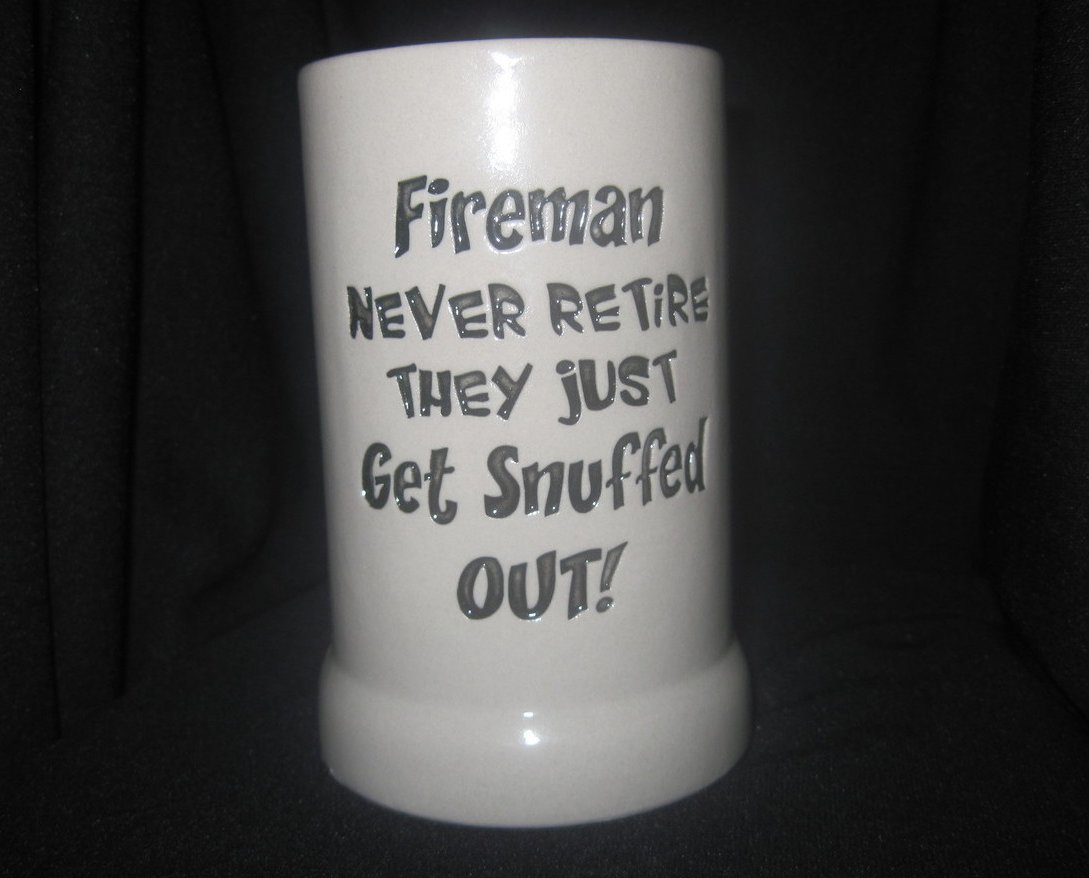 Fireman
NEVER RETiRE
THEY jUST
Get Snuffed
OUT!